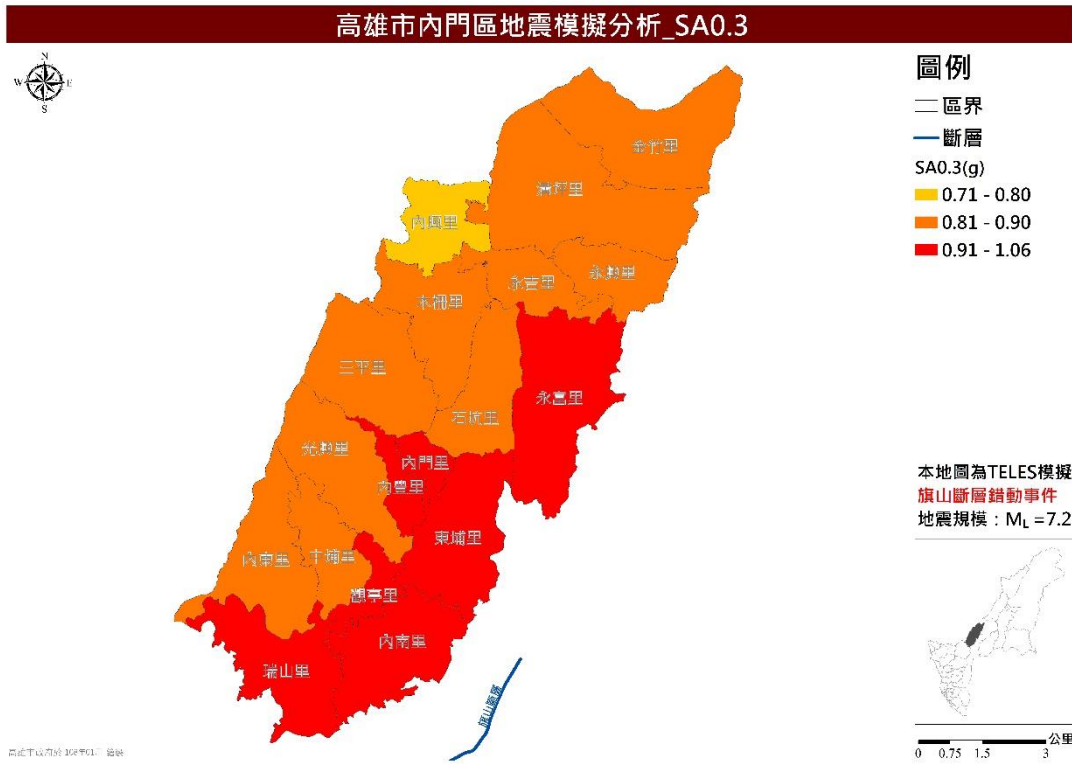 高雄市內門區地震模擬分析_SA0.3
N
W
E
S
圖例
區界
斷層
SA0.3(g)
0.71 - 0.80
0.81 - 0.90
0.91 - 1.06
金竹里
溝坪里
內興里
永吉里
永興里
木柵里
三平里
永富里
石坑里
光興里
內門里
內豐里
東埔里
內東里
中埔里
觀亭里
內南里
瑞山里
旗山斷層
本地圖為TELES模擬
旗山斷層錯動事件
地震規模：ML =7.2
公里
0 0.75 1.5 3